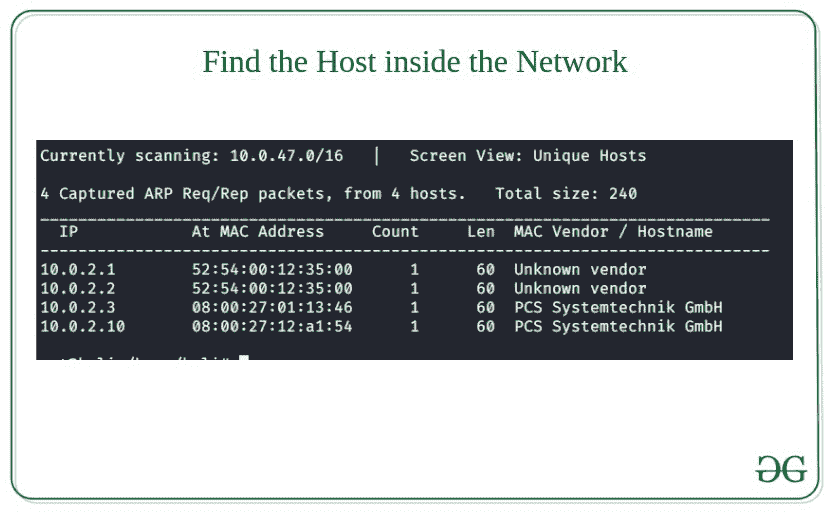 Find the Host inside the Network
Currently scanning: 10.0.47.0/16 | Screen View: Unique Hosts
4 Captured ARP Req/Rep packets, from 4 hosts. Total size: 240
IP At MAC Address Count Len MAC Vendor / Hostname
10.0.2.1 52:54:00:12:35:00 1 60 Unknown vendor
10.0.2.2 52:54:00:12:35:00 1 60 Unknown vendor
10.0.2.3 08:00:27:01:13:46 1 60 PCS Systemtechnik GmbH
10.0.2.10 08:00:27:12:a1:54 1 60 PCS Systemtechnik GmbH